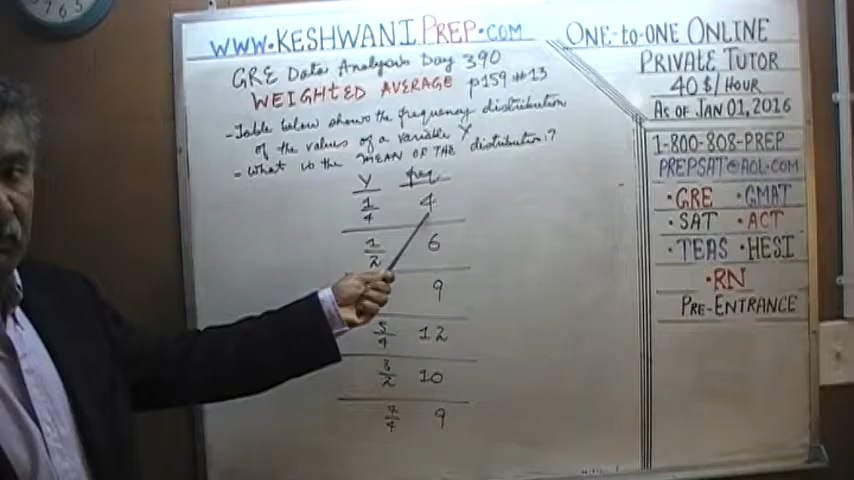 7 6 5
WWW.KESHWANIPREP.COM
GRE Data Analysis Day 390
WEIGHTED AVERAGE p159 #13
-Table below shows the frequency distribution
of the values of a variable Y
= What is the MEAN OF THE distribution?
Y freq
1/4 4
1/2 6
9
5/4 12
3/2 10
7/4 9
ONE-to-ONE ONLINE
PRIVATE TUTOR
40$/HOUR
AS OF JAN 01, 2016
1-800-808-PREP
PREPSAT@AOL.COM
•GRE •GMAT
•SAT •ACT
•TEAS •HESI
•RN
PRE-ENTRANCE